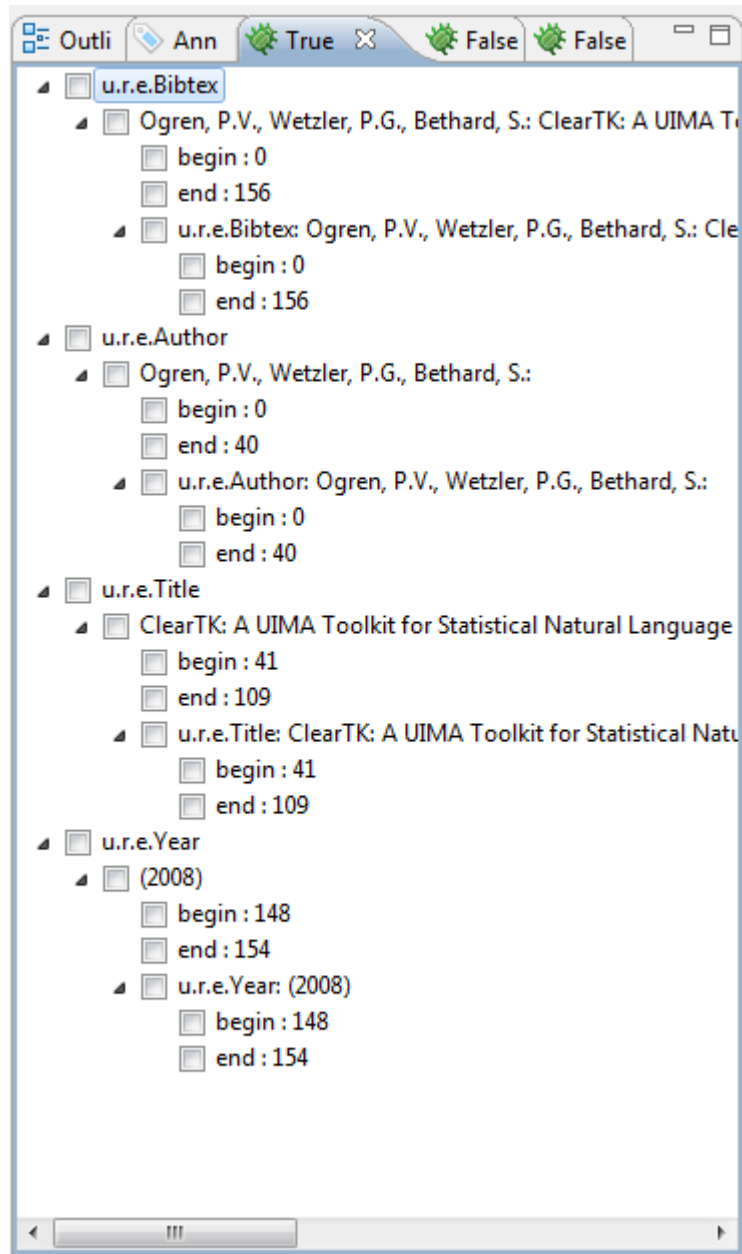 Outli Ann True False False
u.r.e.Bibtex
Ogren, P.V., Wetzler, P.G., Bethard, S.: ClearTK: A UIMA T
begin : 0
end : 156
u.r.e.Bibtex: Ogren, P.V., Wetzler, P.G., Bethard, S.: Cle
begin : 0
end : 156
u.r.e.Author
Ogren, P.V., Wetzler, P.G., Bethard, S.:
begin : 0
end : 40
u.r.e.Author: Ogren, P.V., Wetzler, P.G., Bethard, S.:
begin : 0
end : 40
u.r.e.Title
ClearTK: A UIMA Toolkit for Statistical Natural Language
begin : 41
end : 109
u.r.e.Title: ClearTK: A UIMA Toolkit for Statistical Natu
begin : 41
end : 109
u.r.e.Year
(2008)
begin : 148
end : 154
u.r.e.Year: (2008)
begin : 148
end : 154